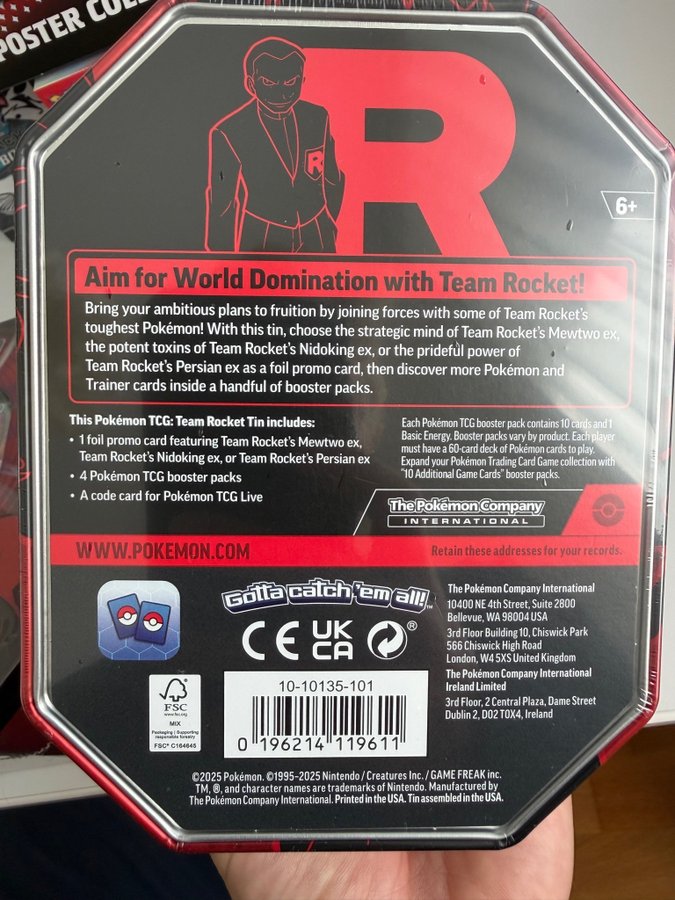 POSTER COLL
R
R
6+
Aim for World Domination with Team Rocket!
Bring your ambitious plans to fruition by joining forces with some of Team Rocket's
toughest Pokémon! With this tin, choose the strategic mind of Team Rocket's Mewtwo ex,
the potent toxins of Team Rocket's Nidoking ex, or the prideful power of
Team Rocket's Persian ex as a foil promo card, then discover more Pokémon and
Trainer cards inside a handful of booster packs.
This Pokémon TCG: Team Rocket Tin includes:
• 1 foil promo card featuring Team Rocket's Mewtwo ex,
Team Rocket's Nidoking ex, or Team Rocket's Persian ex
• 4 Pokémon TCG booster packs
• A code card for Pokémon TCG Live
Each Pokémon TCG booster pack contains 10 cards and 1
Basic Energy. Booster packs vary by product. Each player
must have a 60-card deck of Pokémon cards to play.
Expand your Pokémon Trading Card Game collection with
"10 Additional Game Cards" booster packs.
The Pokémon Company
INTERNATIONAL
WWW.POKEMON.COM
Retain these addresses for your records.
Gotta catch 'em all!™
CE UK CA ®
The Pokémon Company International
10400 NE 4th Street, Suite 2800
Bellevue, WA 98004 USA
3rd Floor Building 10, Chiswick Park
566 Chiswick High Road
London, W4 5XS United Kingdom
The Pokémon Company International
Ireland Limited
3rd Floor, 2 Central Plaza, Dame Street
Dublin 2, D02 T0X4, Ireland
FSC
www.fsc.org
MIX
Packaging | Supporting
responsible forestry
FSC® C164645
10-10135-101
0 196214 119611
©2025 Pokémon. ©1995-2025 Nintendo / Creatures Inc. / GAME FREAK inc.
TM, ®, and character names are trademarks of Nintendo. Manufactured by
The Pokémon Company International. Printed in the USA. Tin assembled in the USA.